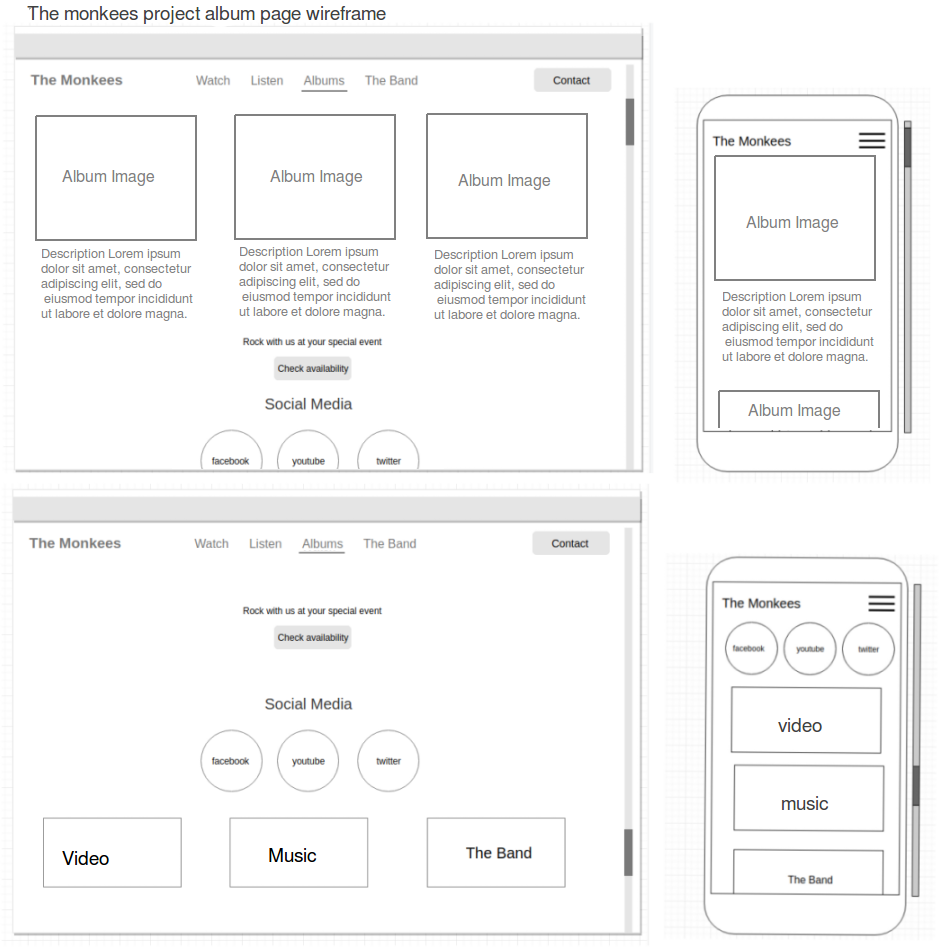 The monkees project album page wireframe
The Monkees Watch Listen Albums The Band Contact
Album Image Album Image Album Image
Description Lorem ipsum
dolor sit amet, consectetur
adipiscing elit, sed do
eiusmod tempor incididunt
ut labore et dolore magna.
Description Lorem ipsum
dolor sit amet, consectetur
adipiscing elit, sed do
eiusmod tempor incididunt
ut labore et dolore magna.
Description Lorem ipsum
dolor sit amet, consectetur
adipiscing elit, sed do
eiusmod tempor incididunt
ut labore et dolore magna.
Rock with us at your special event
Check availability
Social Media
facebook youtube twitter
The Monkees
Album Image
Description Lorem ipsum
dolor sit amet, consectetur
adipiscing elit, sed do
eiusmod tempor incididunt
ut labore et dolore magna.
Album Image
The Monkees Watch Listen Albums The Band Contact
Rock with us at your special event
Check availability
Social Media
facebook youtube twitter
Video Music The Band
The Monkees
facebook youtube twitter
video
music
The Band